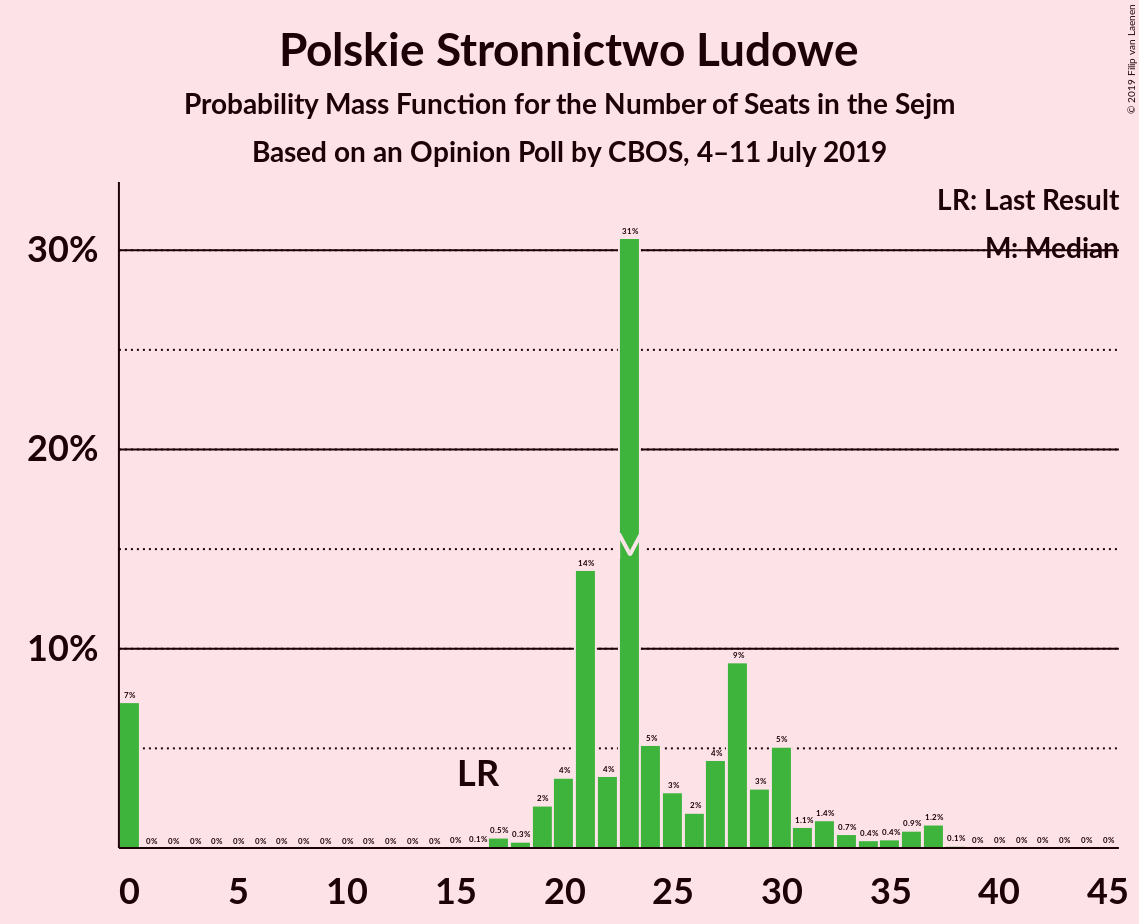 Polskie Stronnictwo Ludowe
Probability Mass Function for the Number of Seats in the Sejm
Based on an Opinion Poll by CBOS, 4–11 July 2019
© 2019 Filip van Laenen
LR: Last Result
M: Median
30%
20%
10%
LR
7% 0% 0% 0% 0% 0% 0% 0% 0% 0% 0% 0% 0% 0% 0% 0% 0.1% 0.5% 0.3% 2% 4% 14% 4% 31% 5% 3% 2% 4% 9% 3% 5% 1.1% 1.4% 0.7% 0.4% 0.4% 0.9% 1.2% 0.1% 0% 0% 0% 0% 0% 0% 0%
0 5 10 15 20 25 30 35 40 45